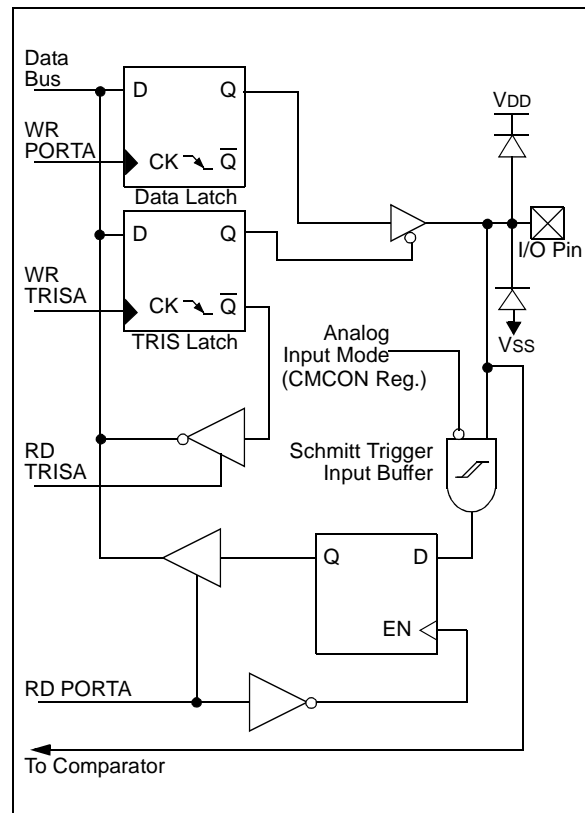 Data
Bus
D Q
VDD
WR
PORTA
CK Q̅
Data Latch
D Q
I/O Pin
WR
TRISA
CK Q̅
TRIS Latch
VSS
Analog
Input Mode
(CMCON Reg.)
RD
TRISA
Schmitt Trigger
Input Buffer
Q D
EN
RD PORTA
To Comparator